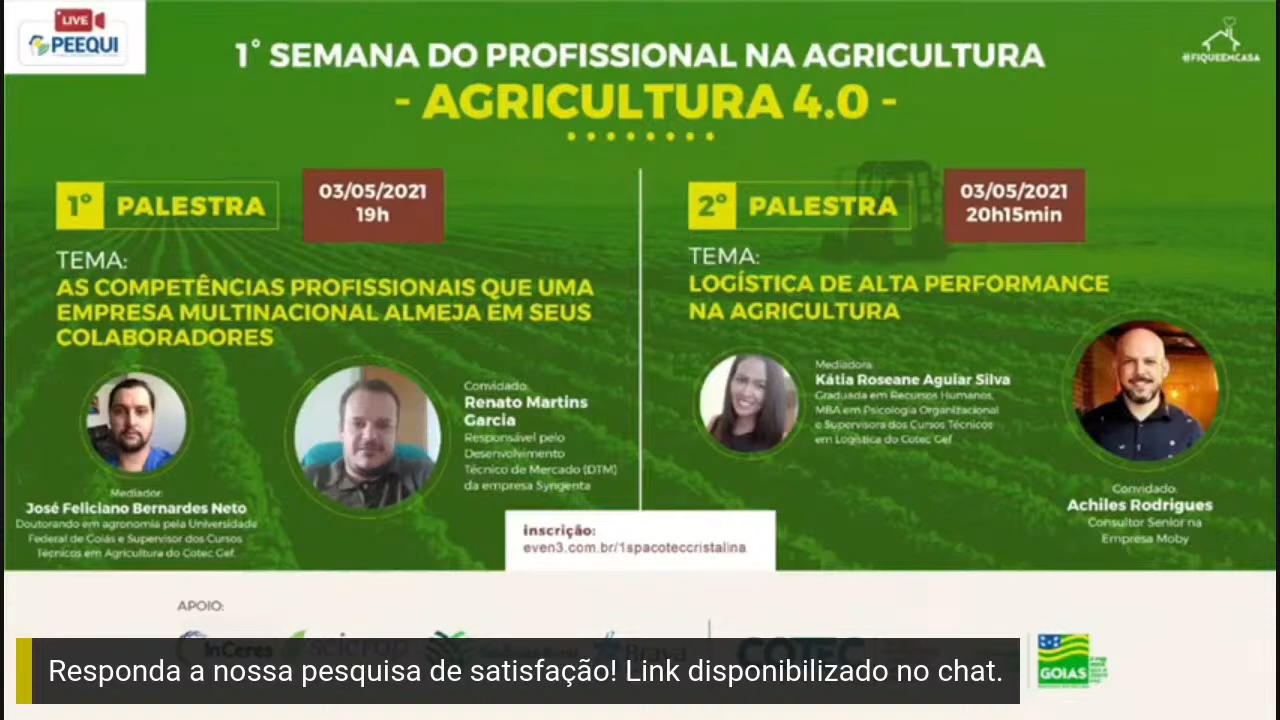 LIVE
PEEQUI
1° SEMANA DO PROFISSIONAL NA AGRICULTURA
- AGRICULTURA 4.0 -
#FIQUEEMCASA
1° PALESTRA
03/05/2021
19h
TEMA:
AS COMPETÊNCIAS PROFISSIONAIS QUE UMA
EMPRESA MULTINACIONAL ALMEJA EM SEUS
COLABORADORES
Mediador:
José Feliciano Bernardes Neto
Doutorando em agronomia pela Universidade
Federal de Goiás e Supervisor dos Cursos
Técnicos em Agricultura do Cotec Gef.
Convidado:
Renato Martins
Garcia
Responsável pelo
Desenvolvimento
Técnico de Mercado (DTM)
da empresa Syngenta
2° PALESTRA
03/05/2021
20h15min
TEMA:
LOGÍSTICA DE ALTA PERFORMANCE
NA AGRICULTURA
Mediadora:
Kátia Roseane Aguiar Silva
Graduada em Recursos Humanos,
MBA em Psicologia Organizacional
e Supervisora dos Cursos Técnicos
em Logística do Cotec Gef
Convidado:
Achiles Rodrigues
Consultor Senior na
Empresa Moby
inscrição:
even3.com.br/1spacoteccristalina
APOIO:
InCeres
COTEC
GOIÁS
Responda a nossa pesquisa de satisfação! Link disponibilizado no chat.